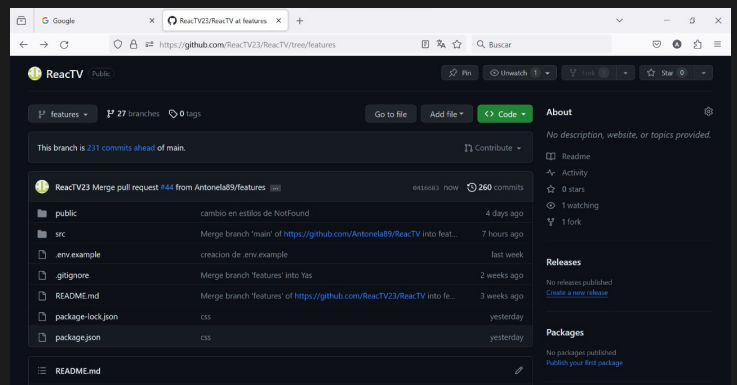 Google
ReacTV23/ReacTV at features
https://github.com/ReacTV23/ReacTV/tree/features
Buscar
ReacTV Public
Pin
Unwatch 1
Fork
Star 0
features
27 branches
0 tags
Go to file
Add file
<> Code
This branch is 231 commits ahead of main.
Contribute
ReacTV23 Merge pull request #44 from Antonela89/features ... now 260 commits
public cambio en estilos de NotFound 4 days ago
src Merge branch 'main' of https://github.com/Antonela89/ReacTV into feat... 7 hours ago
.env.example creacion de .env.example last week
.gitignore Merge branch 'features' into Yas 2 weeks ago
README.md Merge branch 'features' of https://github.com/ReacTV23/ReacTV into fe... 3 weeks ago
package-lock.json css yesterday
package.json css yesterday
README.md
About
No description, website, or topics provided.
Readme
Activity
0 stars
1 watching
1 fork
Releases
No releases published
Create a new release
Packages
No packages published
Publish your first package